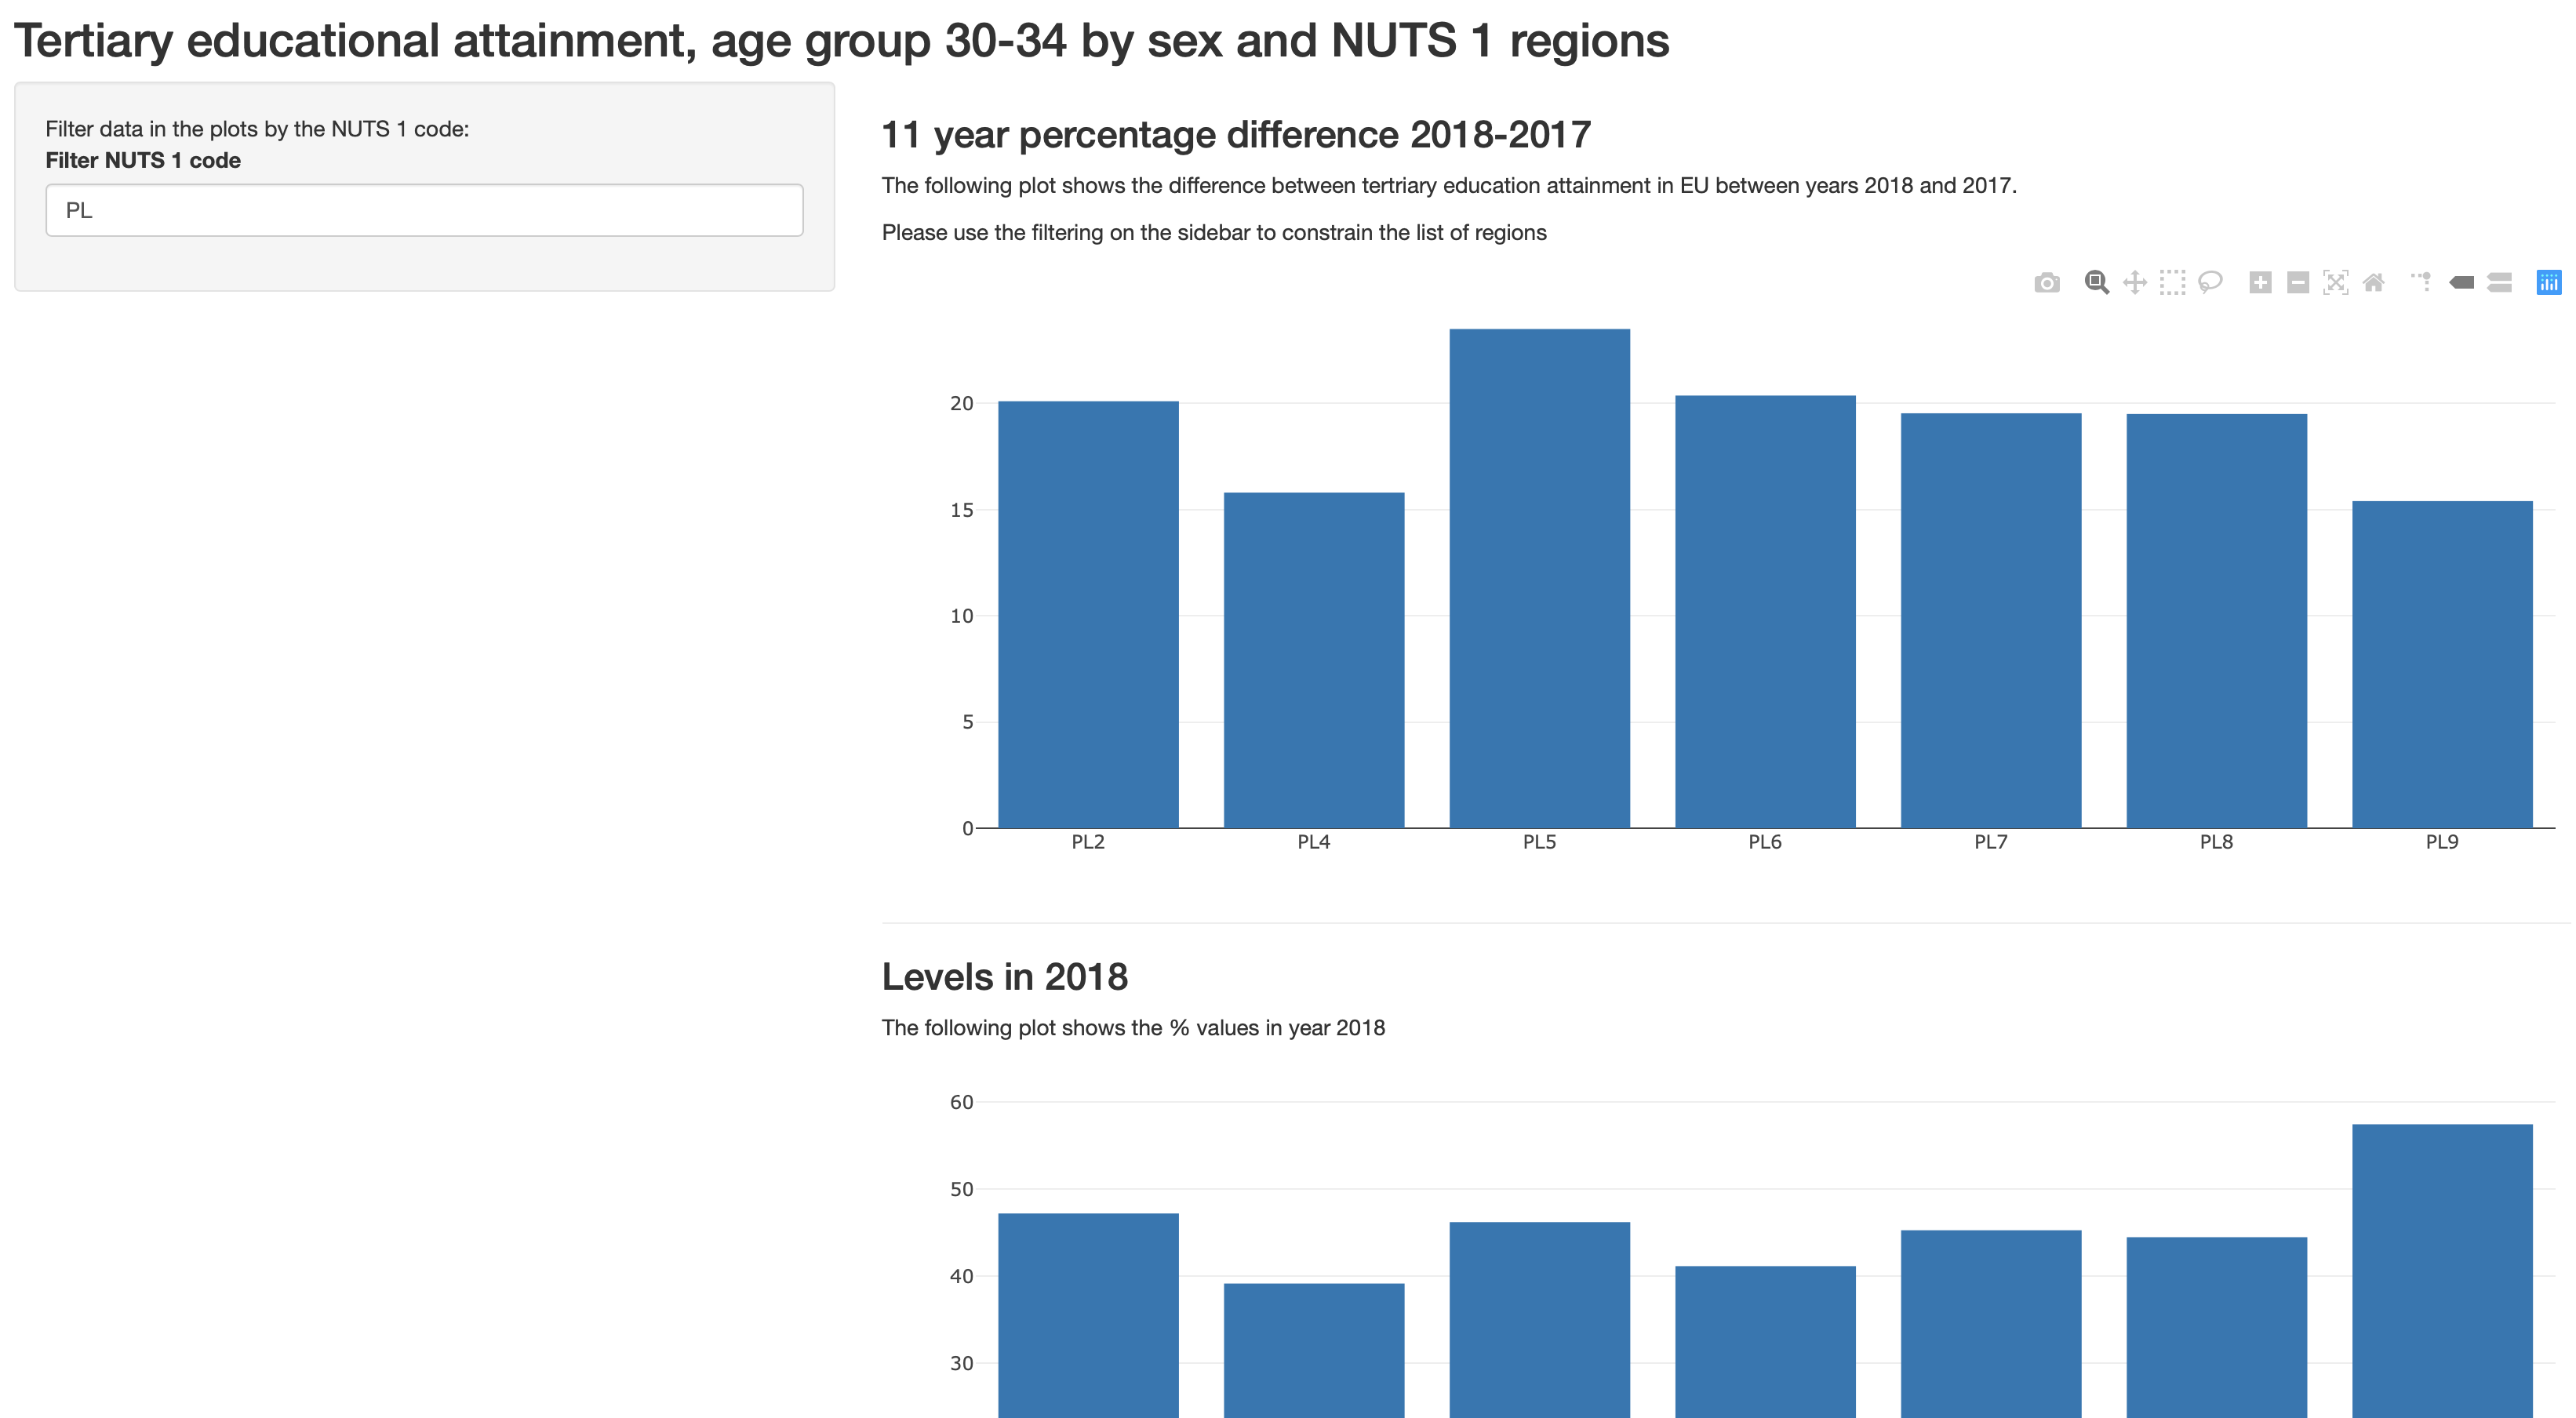 Tertiary educational attainment, age group 30-34 by sex and NUTS 1 regions
Filter data in the plots by the NUTS 1 code:
Filter NUTS 1 code
PL
11 year percentage difference 2018-2017
The following plot shows the difference between tertriary education attainment in EU between years 2018 and 2017.
Please use the filtering on the sidebar to constrain the list of regions
20
15
10
5
0
PL2 PL4 PL5 PL6 PL7 PL8 PL9
Levels in 2018
The following plot shows the % values in year 2018
60
50
40
30